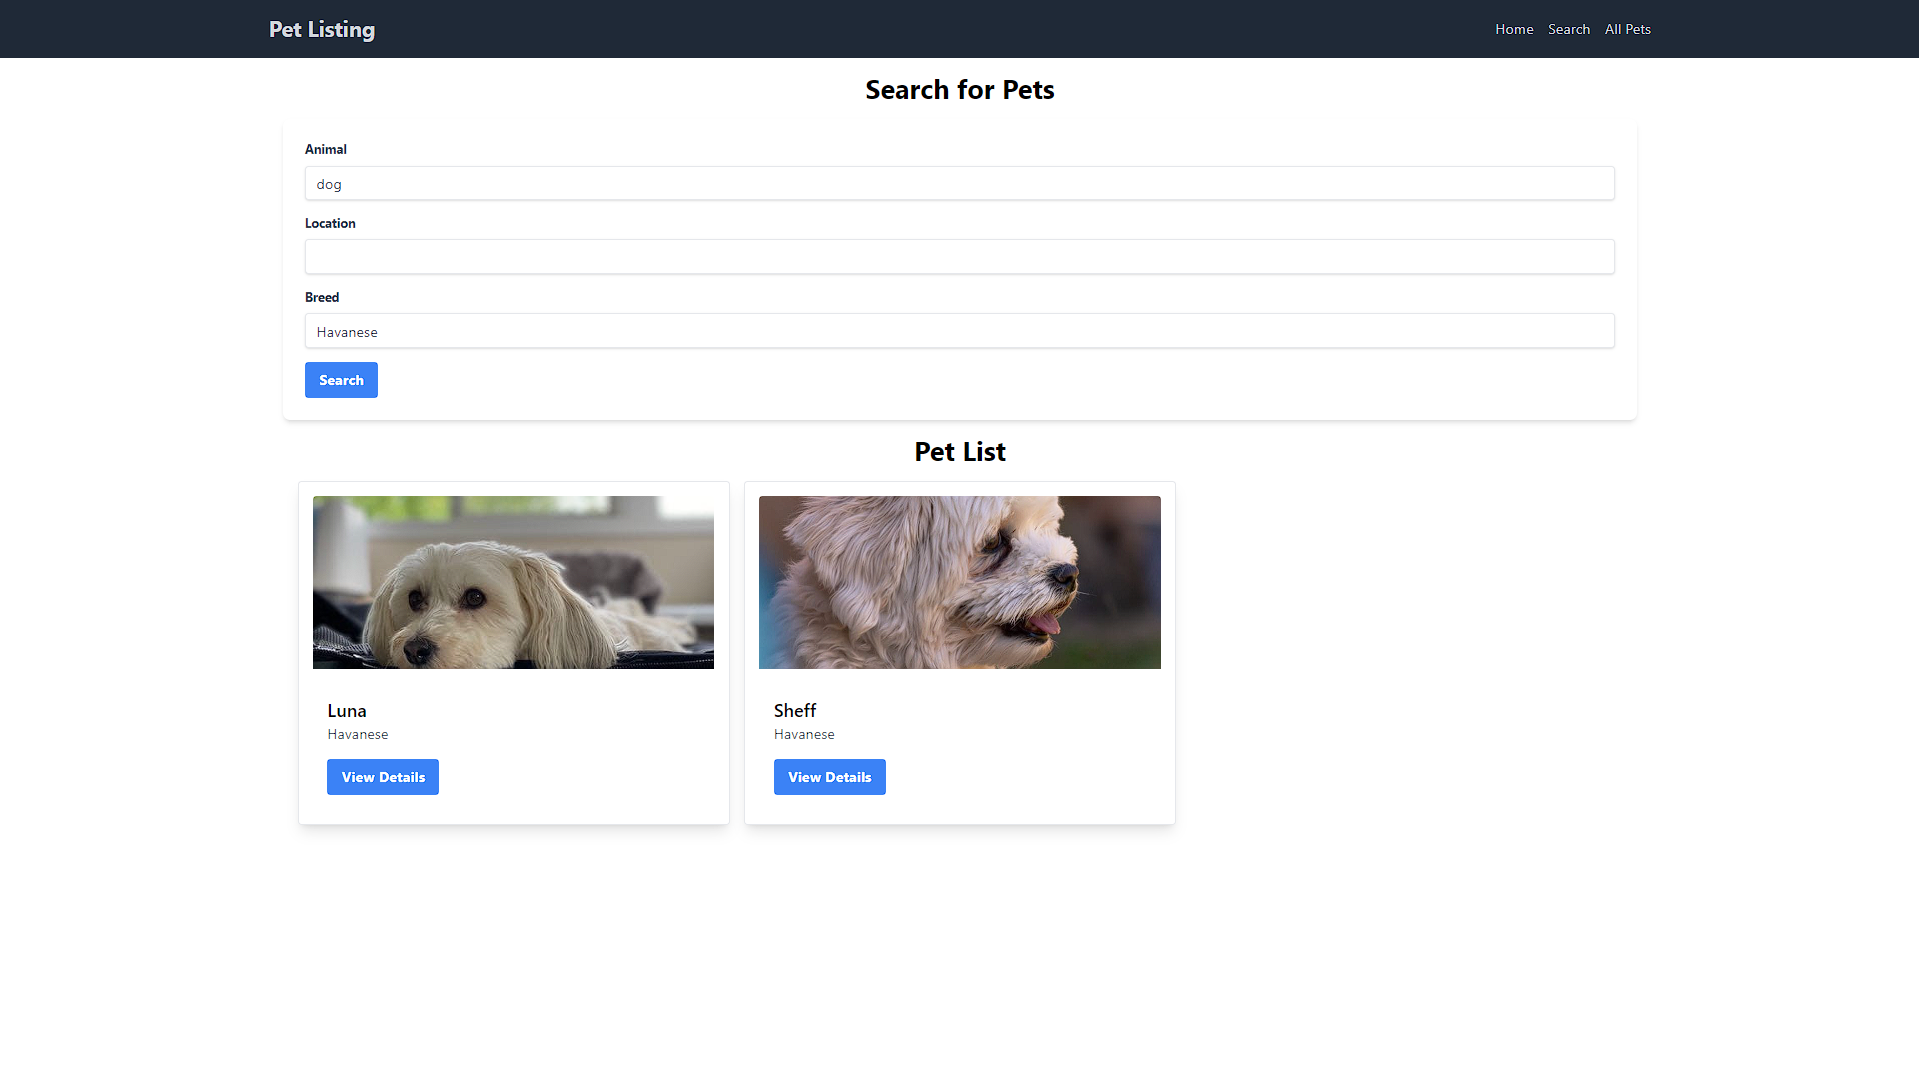 Pet Listing
Home Search All Pets
Search for Pets
Animal
dog
Location
Breed
Havanese
Search
Pet List
Luna
Havanese
View Details
Sheff
Havanese
View Details